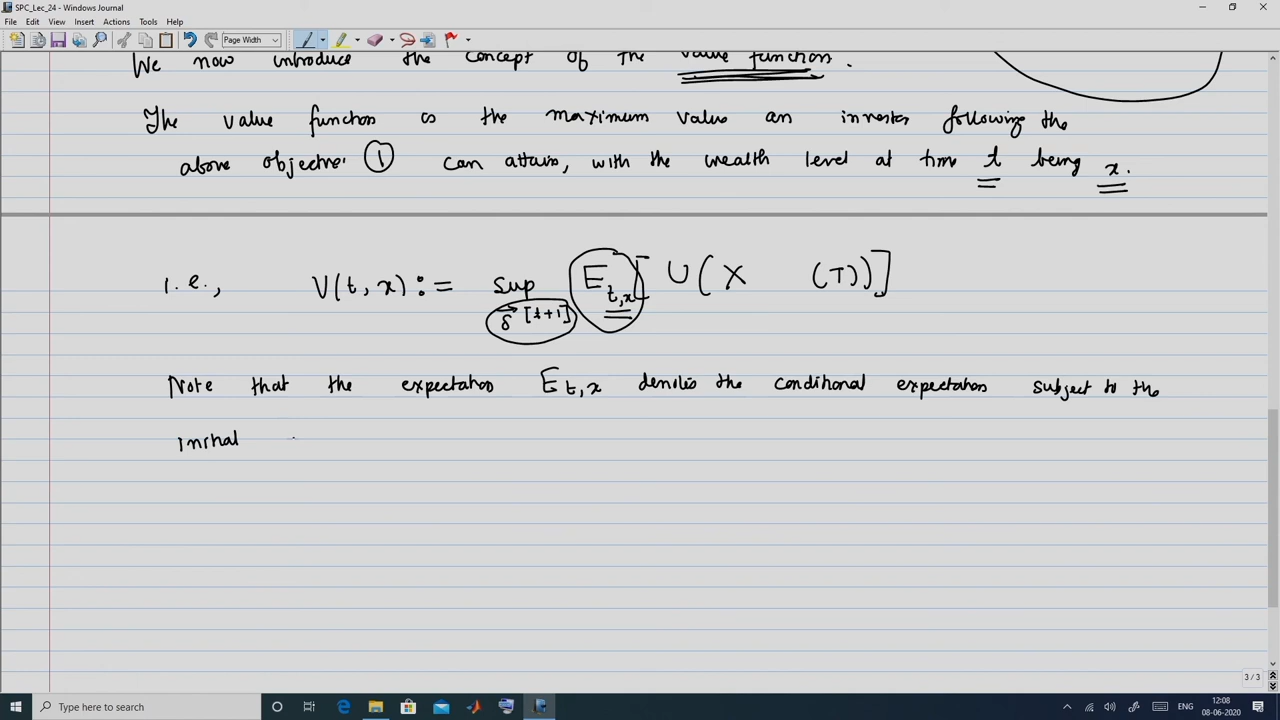 SPC_Lec_24 - Windows Journal
File Edit View Insert Actions Tools Help
Page Width
We now introduce the concept of the value function.
The value function is the maximum value an investor following the
above objective ① can attain, with the wealth level at time t being x.
i.e., V(t, x) := sup E_{t,x} [ U( X (T)) ]
δ [t+1]
Note that the expectation E_{t,x} denotes the conditional expectation subject to the
initial
3 / 3
Type here to search
ENG
12:08
08-06-2020